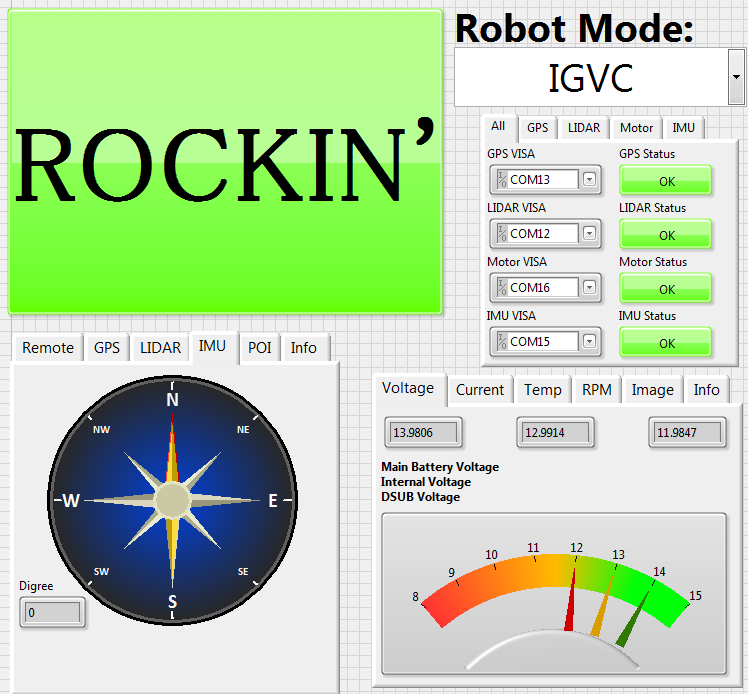 ROCKIN’
Robot Mode:
IGVC
All GPS LIDAR Motor IMU
GPS VISA GPS Status
I/O COM13 OK
LIDAR VISA LIDAR Status
I/O COM12 OK
Motor VISA Motor Status
I/O COM16 OK
IMU VISA IMU Status
I/O COM15 OK
Remote GPS LIDAR IMU POI Info
N
NW NE
W E
SW SE
S
Digree
0
Voltage Current Temp RPM Image Info
13.9806 12.9914 11.9847
Main Battery Voltage
Internal Voltage
DSUB Voltage
8 9 10 11 12 13 14 15